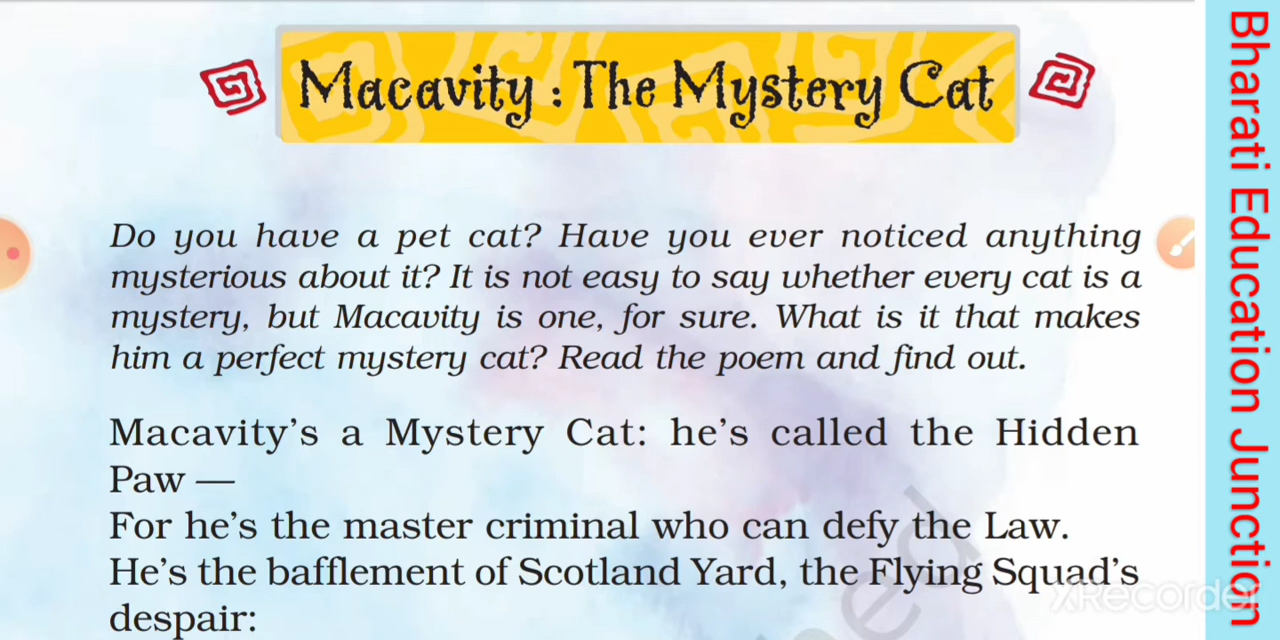 Macavity : The Mystery Cat
Do you have a pet cat? Have you ever noticed anything
mysterious about it? It is not easy to say whether every cat is a
mystery, but Macavity is one, for sure. What is it that makes
him a perfect mystery cat? Read the poem and find out.
Macavity’s a Mystery Cat: he’s called the Hidden
Paw —
For he’s the master criminal who can defy the Law.
He’s the bafflement of Scotland Yard, the Flying Squad’s
despair:
Bharati Education Junction
XRecorder